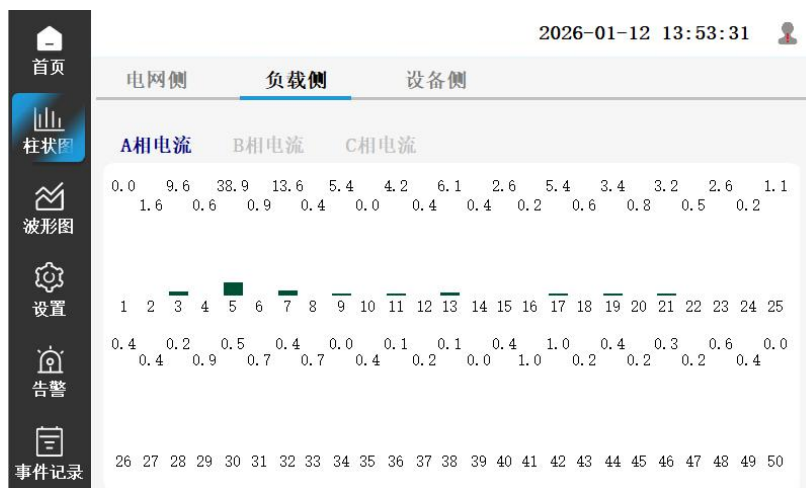 2026-01-12 13:53:31
首页
柱状图
波形图
设置
告警
事件记录
电网侧 负载侧 设备侧
A相电流 B相电流 C相电流
0.0 9.6 38.9 13.6 5.4 4.2 6.1 2.6 5.4 3.4 3.2 2.6 1.1
1.6 0.6 0.9 0.4 0.0 0.4 0.4 0.2 0.6 0.8 0.5 0.2
1 2 3 4 5 6 7 8 9 10 11 12 13 14 15 16 17 18 19 20 21 22 23 24 25
0.4 0.2 0.5 0.4 0.0 0.1 0.1 0.4 1.0 0.4 0.3 0.6 0.0
0.4 0.9 0.7 0.7 0.4 0.2 0.0 1.0 0.2 0.2 0.2 0.4
26 27 28 29 30 31 32 33 34 35 36 37 38 39 40 41 42 43 44 45 46 47 48 49 50